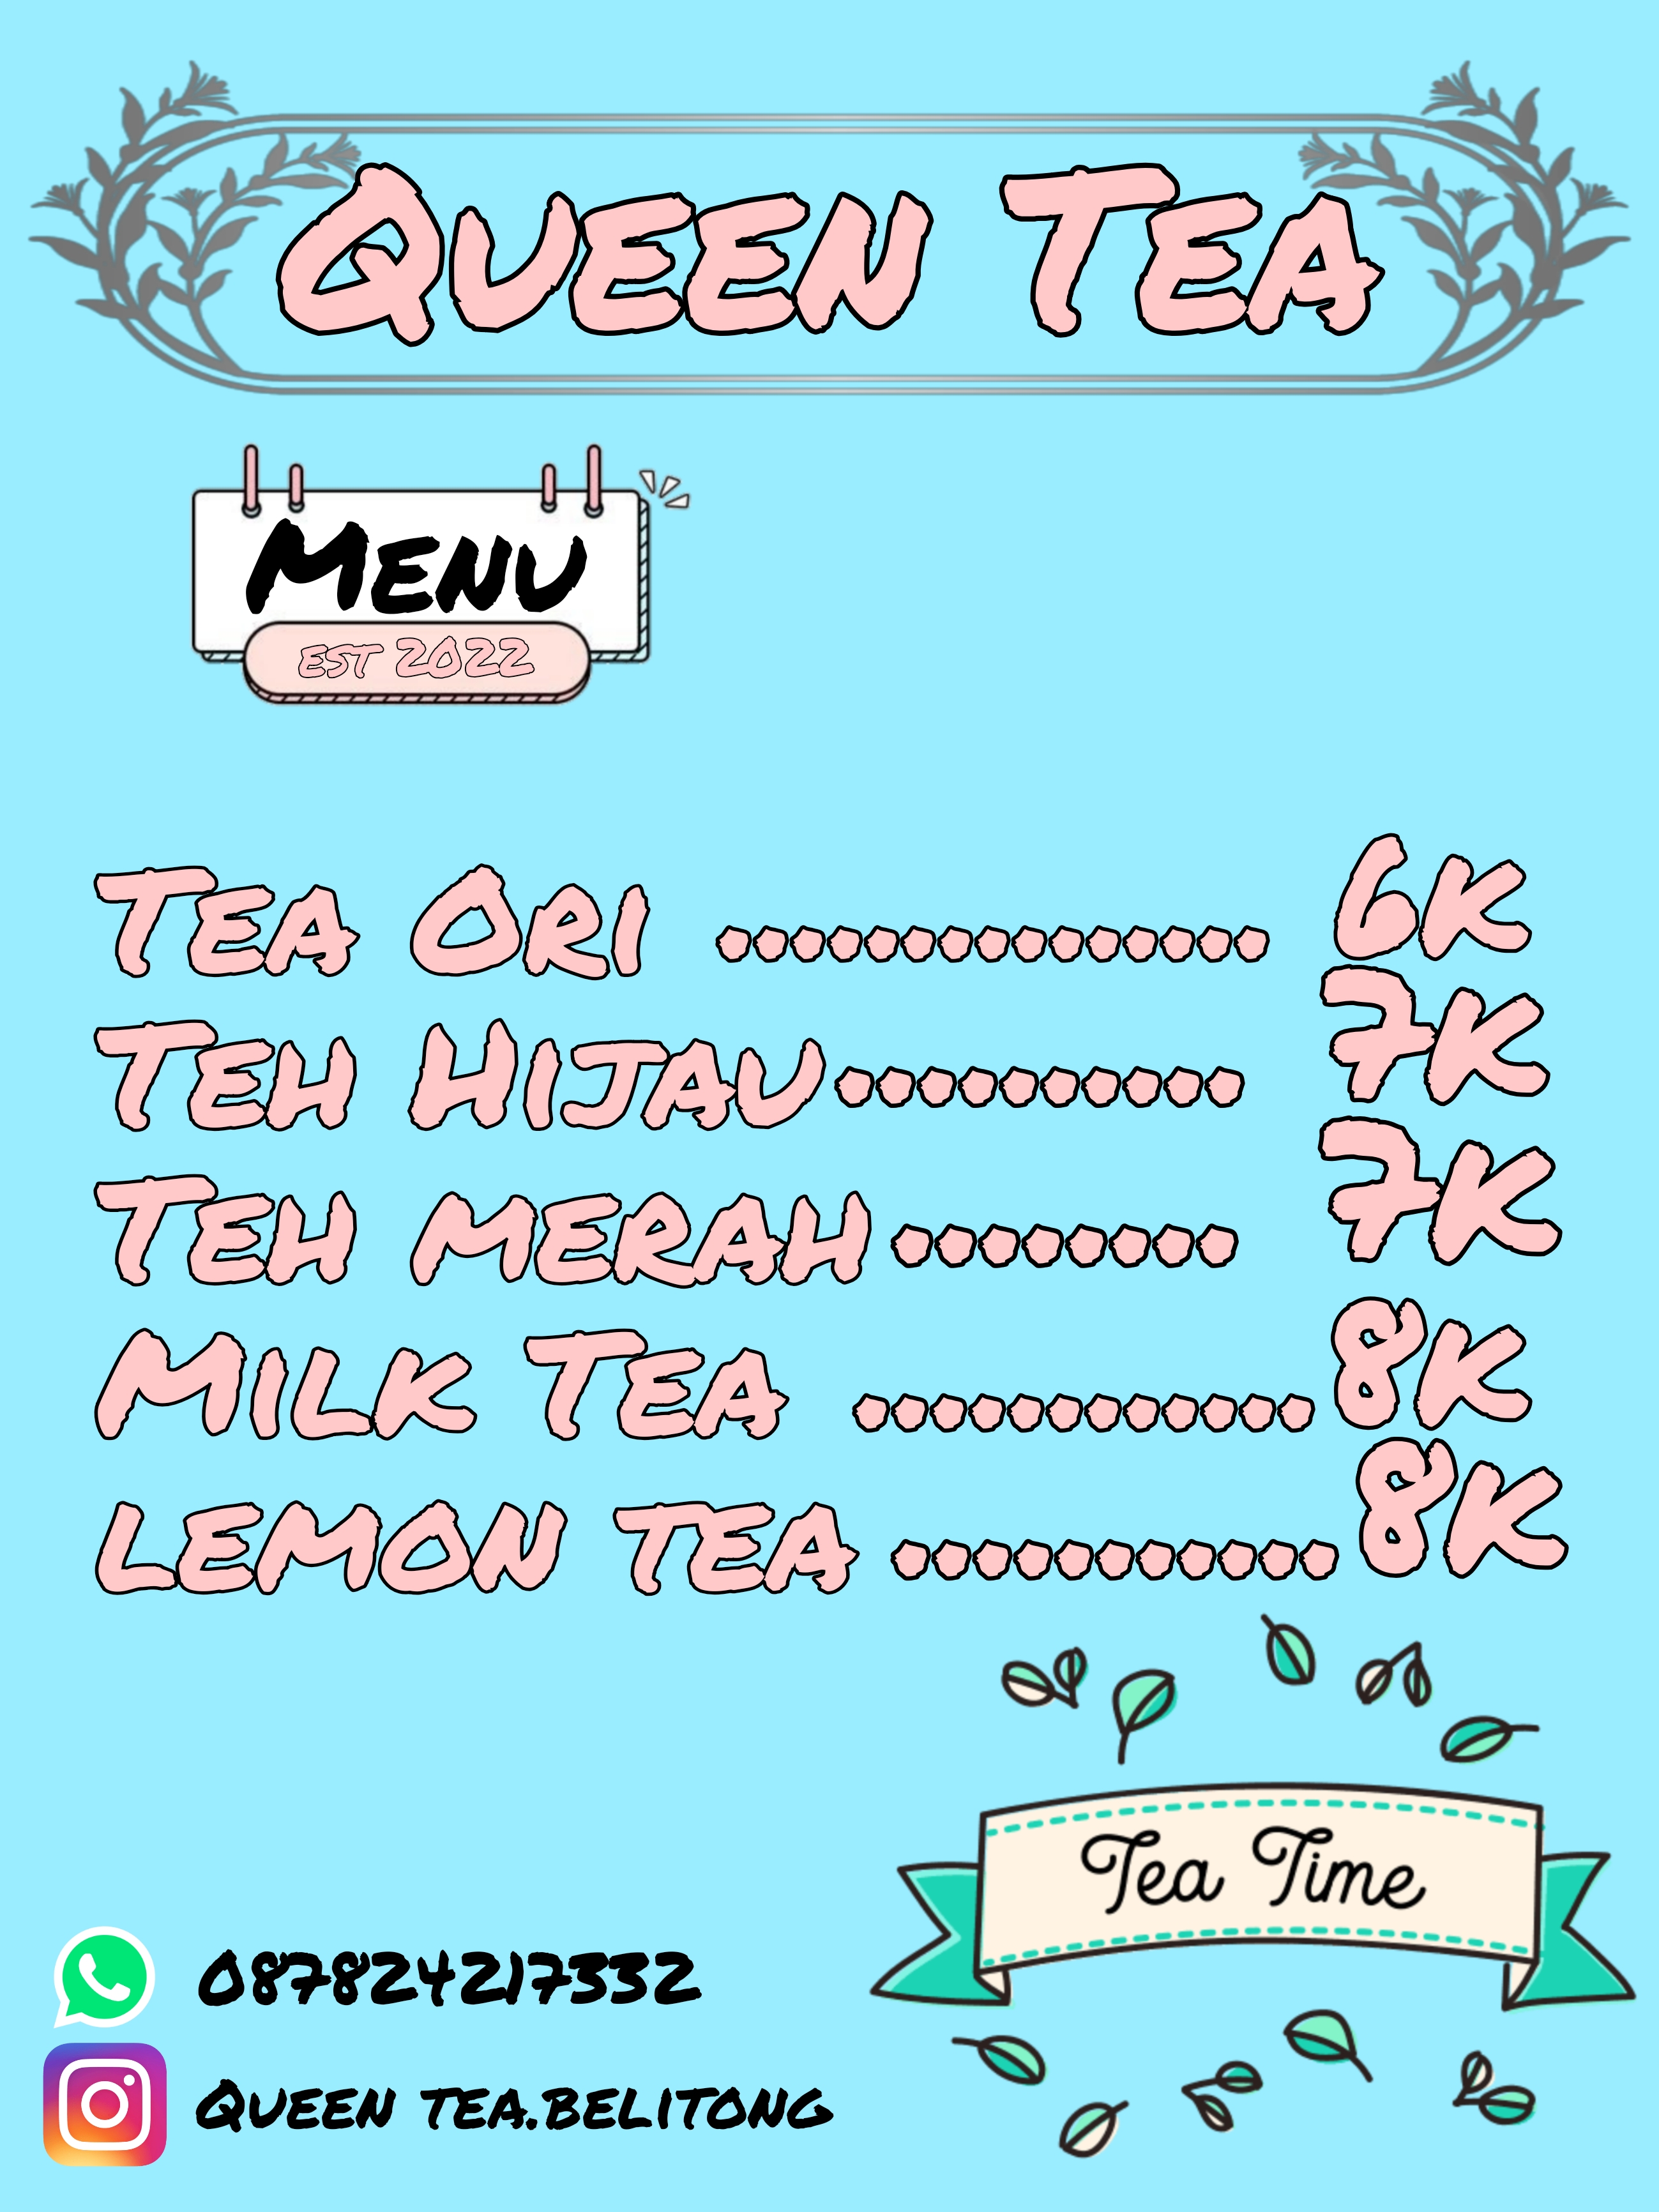 Queen Tea
Menu
est 2022
Tea Ori ............... 6K
Teh Hijau.......... 7K
Teh merah........ 7K
Milk Tea ............ 8K
lemon tea ........... 8K
Tea Time
087824217332
Queen tea.belitong